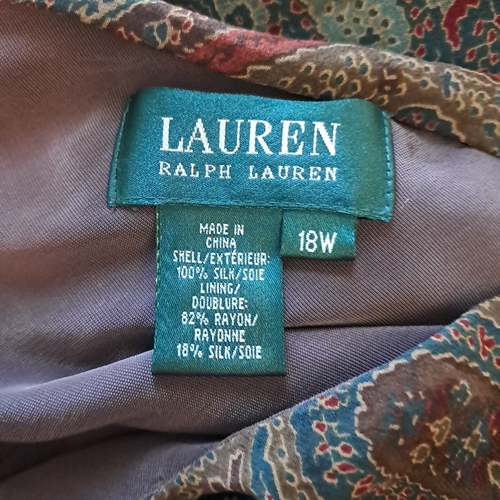 LAUREN
RALPH LAUREN
18W
MADE IN
CHINA
SHELL/EXTÉRIEUR:
100% SILK/SOIE
LINING/
DOUBLURE:
82% RAYON/
RAYONNE
18% SILK/SOIE